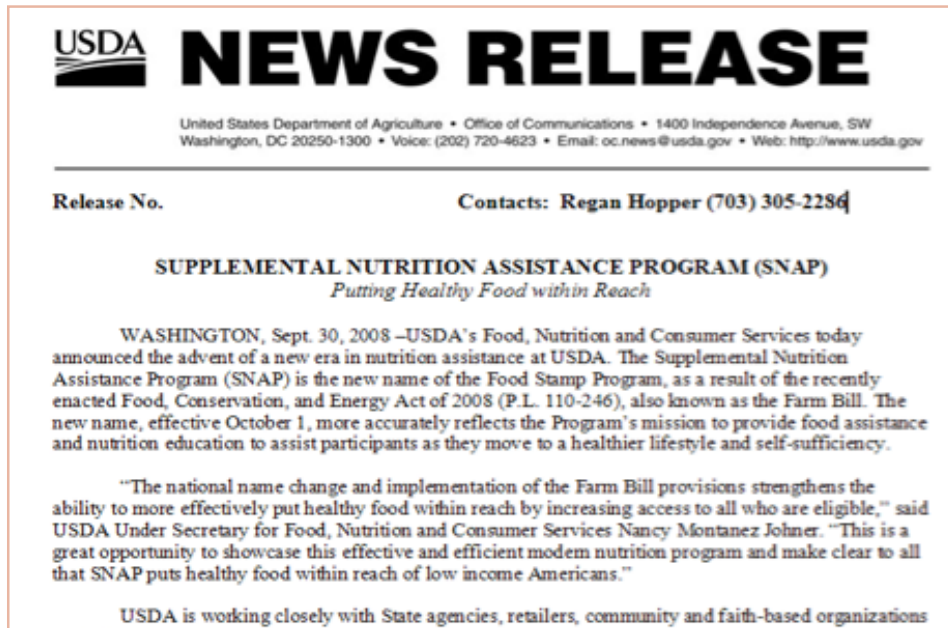 USDA
NEWS RELEASE
United States Department of Agriculture • Office of Communications • 1400 Independence Avenue, SW
Washington, DC 20250-1300 • Voice: (202) 720-4623 • Email: oc.news@usda.gov • Web: http://www.usda.gov
Release No. Contacts: Regan Hopper (703) 305-2286
SUPPLEMENTAL NUTRITION ASSISTANCE PROGRAM (SNAP)
Putting Healthy Food within Reach
WASHINGTON, Sept. 30, 2008 –USDA's Food, Nutrition and Consumer Services today
announced the advent of a new era in nutrition assistance at USDA. The Supplemental Nutrition
Assistance Program (SNAP) is the new name of the Food Stamp Program, as a result of the recently
enacted Food, Conservation, and Energy Act of 2008 (P.L. 110-246), also known as the Farm Bill. The
new name, effective October 1, more accurately reflects the Program's mission to provide food assistance
and nutrition education to assist participants as they move to a healthier lifestyle and self-sufficiency.
"The national name change and implementation of the Farm Bill provisions strengthens the
ability to more effectively put healthy food within reach by increasing access to all who are eligible," said
USDA Under Secretary for Food, Nutrition and Consumer Services Nancy Montanez Johner. "This is a
great opportunity to showcase this effective and efficient modern nutrition program and make clear to all
that SNAP puts healthy food within reach of low income Americans."
USDA is working closely with State agencies, retailers, community and faith-based organizations